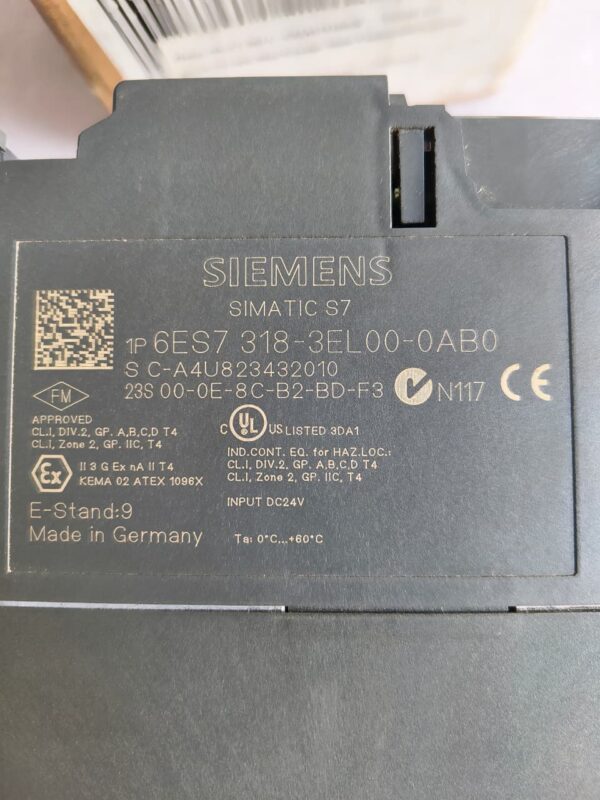 SIEMENS
SIMATIC S7
1P 6ES7 318-3EL00-0AB0
S C-A4U823432010
23S 00-0E-8C-B2-BD-F3
N117
CE
FM
APPROVED
CL.I, DIV.2, GP. A,B,C,D T4
CL.I, Zone 2, GP. IIC, T4
C UL US LISTED 3DA1
IND.CONT. EQ. for HAZ.LOC.:
CL.I, DIV.2, GP. A,B,C,D T4
CL.I, Zone 2, GP. IIC, T4
Ex
II 3 G Ex nA II T4
KEMA 02 ATEX 1096X
INPUT DC24V
E-Stand:9
Made in Germany
Ta: 0°C...+60°C